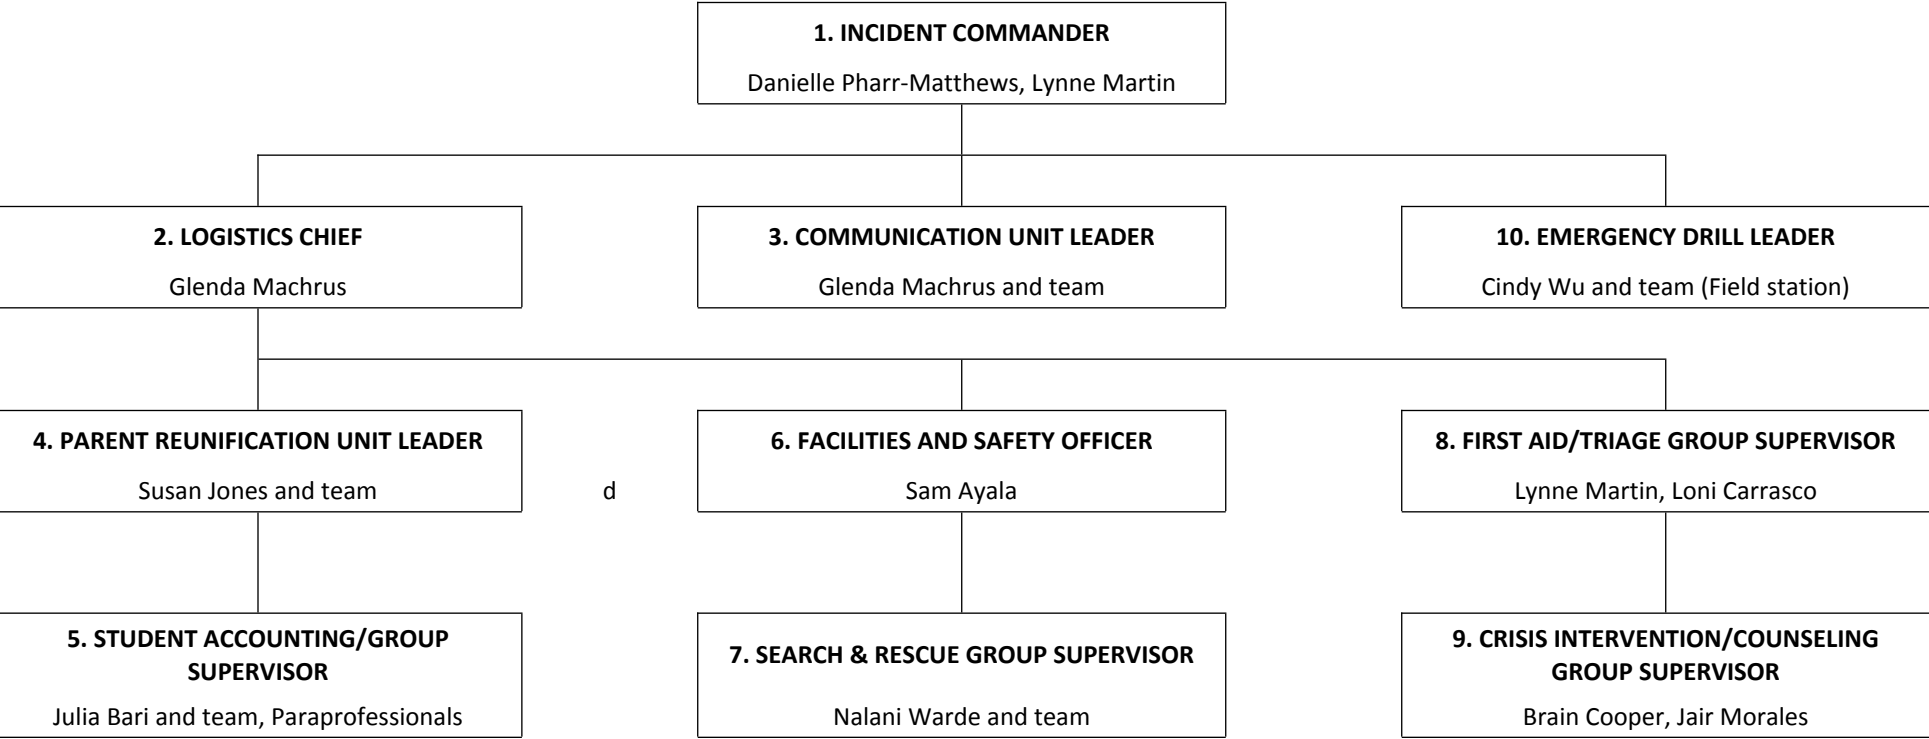 1. INCIDENT COMMANDER
Danielle Pharr-Matthews, Lynne Martin
2. LOGISTICS CHIEF
Glenda Machrus
3. COMMUNICATION UNIT LEADER
Glenda Machrus and team
10. EMERGENCY DRILL LEADER
Cindy Wu and team (Field station)
4. PARENT REUNIFICATION UNIT LEADER
Susan Jones and team
d
6. FACILITIES AND SAFETY OFFICER
Sam Ayala
8. FIRST AID/TRIAGE GROUP SUPERVISOR
Lynne Martin, Loni Carrasco
5. STUDENT ACCOUNTING/GROUP
SUPERVISOR
Julia Bari and team, Paraprofessionals
7. SEARCH & RESCUE GROUP SUPERVISOR
Nalani Warde and team
9. CRISIS INTERVENTION/COUNSELING
GROUP SUPERVISOR
Brain Cooper, Jair Morales